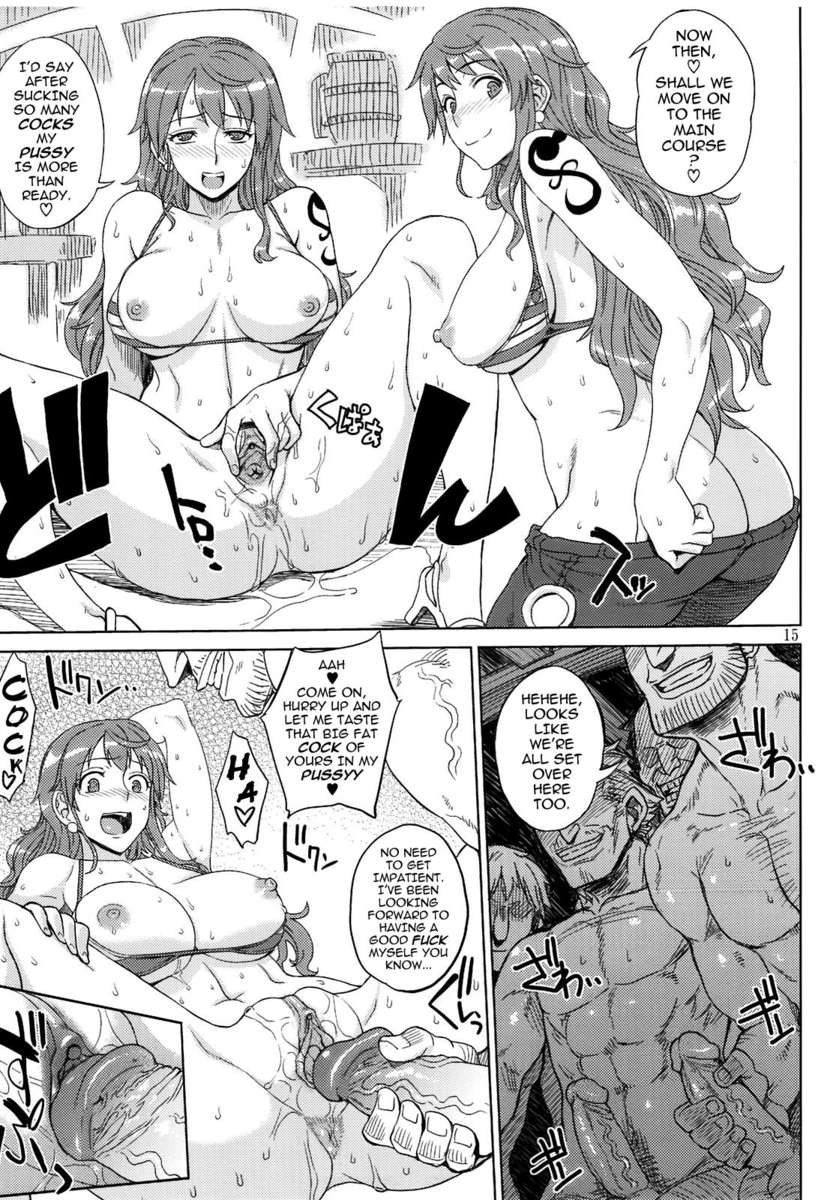 I'D SAY
AFTER
SUCKING
SO MANY
COCKS
MY
PUSSY
IS MORE
THAN
READY.
♡
NOW
THEN,
♡
SHALL WE
MOVE ON
TO THE
MAIN
COURSE
?
♡
くぱぁ
トロ・
どん
ズッ
15
ドクン・・
AAH
♥
COME ON,
HURRY UP AND
LET ME TASTE
THAT BIG FAT
COCK OF
YOURS IN MY
PUSSYY
♥
HA♡
COCK♡
ドクン
NO NEED
TO GET
IMPATIENT.
I'VE BEEN
LOOKING
FORWARD TO
HAVING A
GOOD FUCK
MYSELF YOU
KNOW...
ぐっ
HEHEHE,
LOOKS
LIKE
WE'RE
ALL SET
OVER
HERE
TOO.
ざわ・・
ざわ・・
ギュ
ギュ